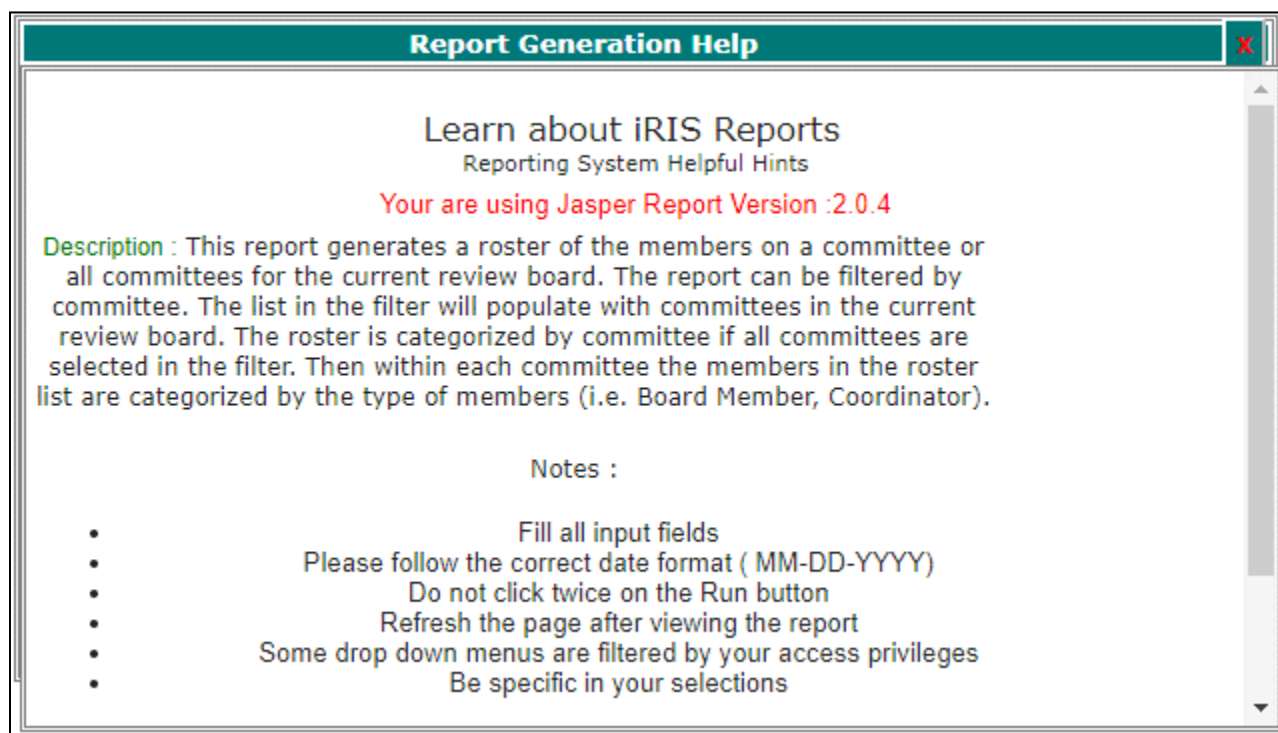 Report Generation Help
x
Learn about iRIS Reports
Reporting System Helpful Hints
Your are using Jasper Report Version :2.0.4
Description : This report generates a roster of the members on a committee or
all committees for the current review board. The report can be filtered by
committee. The list in the filter will populate with committees in the current
review board. The roster is categorized by committee if all committees are
selected in the filter. Then within each committee the members in the roster
list are categorized by the type of members (i.e. Board Member, Coordinator).
Notes :
• Fill all input fields
• Please follow the correct date format ( MM-DD-YYYY)
• Do not click twice on the Run button
• Refresh the page after viewing the report
• Some drop down menus are filtered by your access privileges
• Be specific in your selections